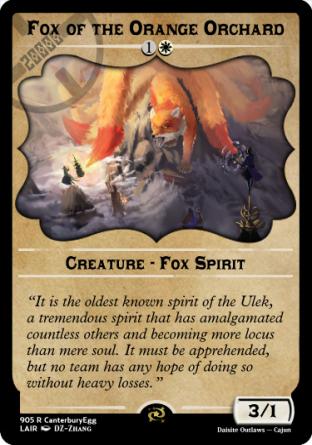 Fox of the Orange Orchard
1
Creature - Fox Spirit
"It is the oldest known spirit of the Ulek,
a tremendous spirit that has amalgamated
countless others and becoming more locus
than mere soul. It must be apprehended,
but no team has any hope of doing so
without heavy losses."
3/1
905 R CanterburyEgg
LAIR DZ-Zhang
Daisite Outlaws — Cajun